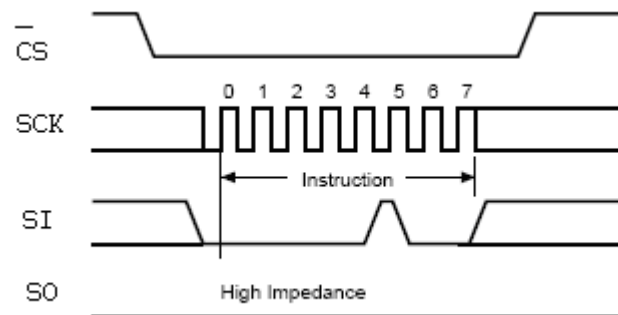 CS
0 1 2 3 4 5 6 7
SCK
Instruction
SI
SO High Impedance